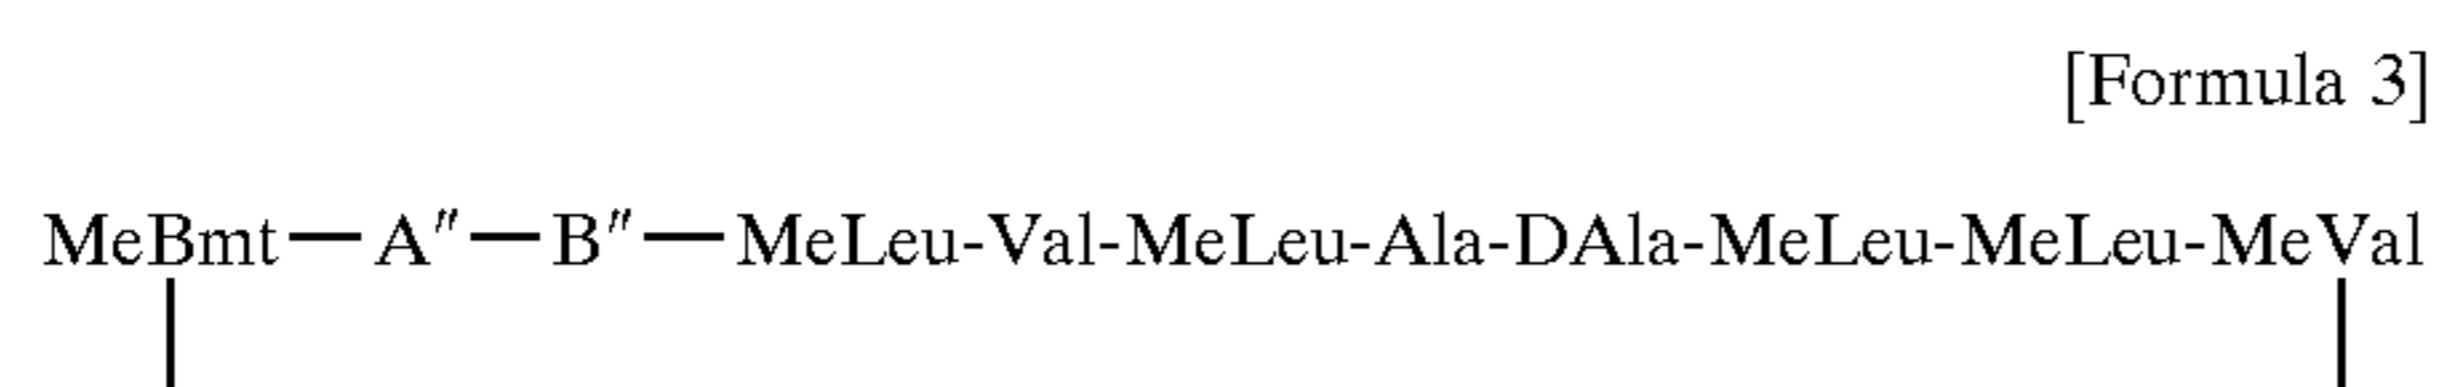 [Formula 3]
MeBmt—A″—B″—MeLeu-Val-MeLeu-Ala-DAla-MeLeu-MeLeu-MeVal